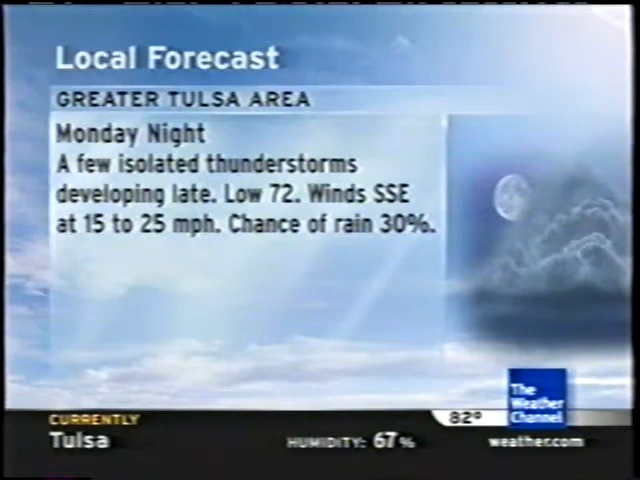 Local Forecast
GREATER TULSA AREA
Monday Night
A few isolated thunderstorms
developing late. Low 72. Winds SSE
at 15 to 25 mph. Chance of rain 30%.
The
Weather
Channel
CURRENTLY
82°
Tulsa
HUMIDITY: 67%
weather.com